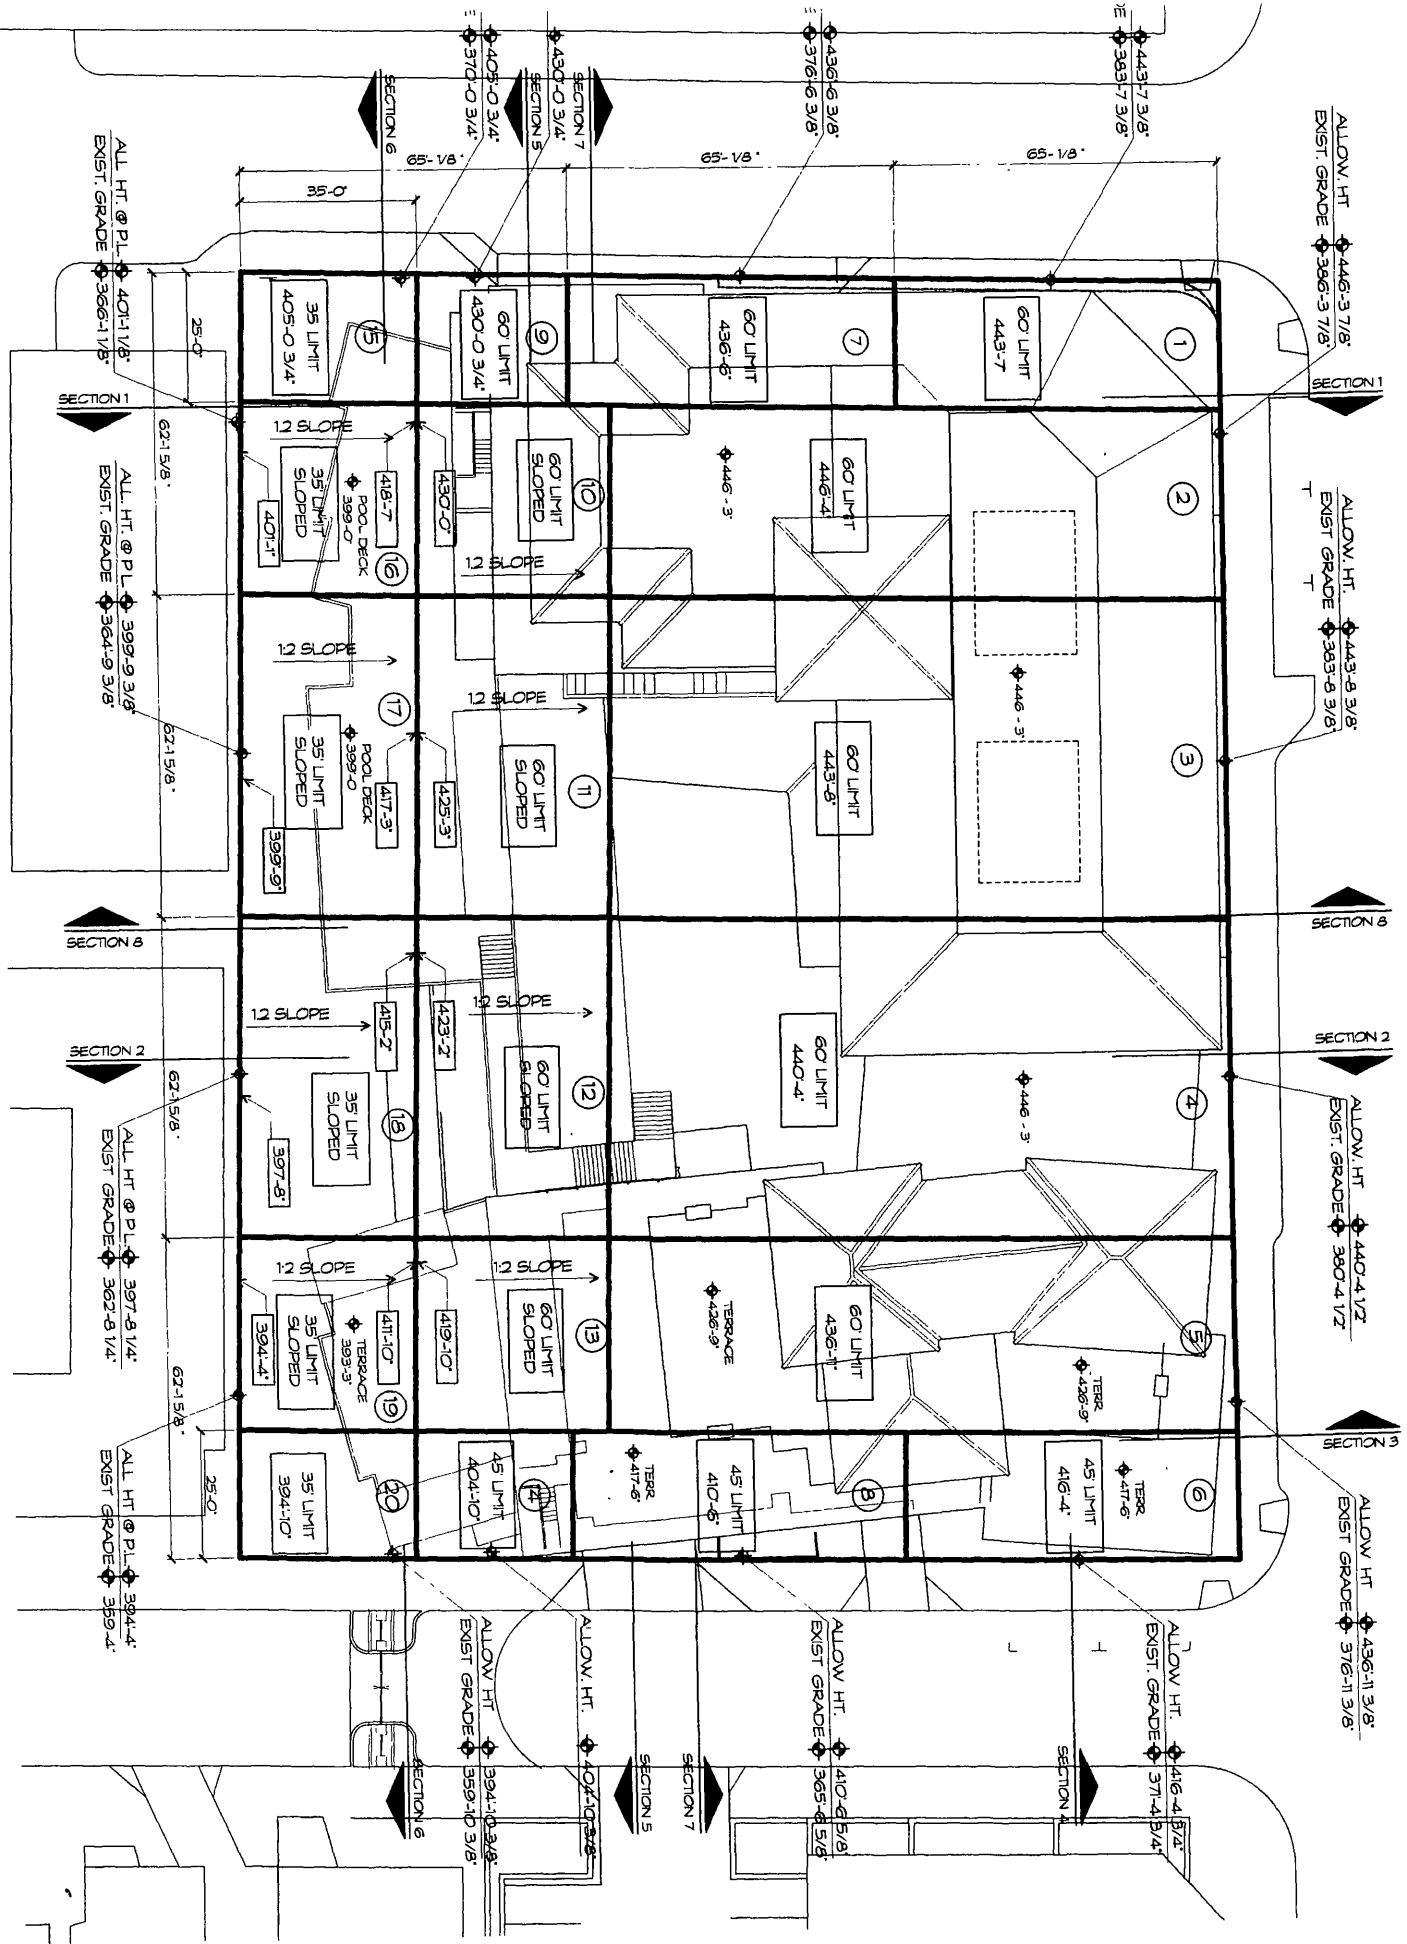 443'-7 3/8"
383'-7 3/8"
436'-6 3/8"
376'-6 3/8"
430'-0 3/4"
405'-0 3/4"
370'-0 3/4"
SECTION 7
SECTION 5
SECTION 6
65'-1/8"
65'-1/8"
65'-1/8"
35'-0"
ALLOW. HT 446'-3 7/8"
EXIST. GRADE 386'-3 7/8"
SECTION 1
ALLOW. HT. 443'-8 3/8"
EXIST GRADE 383'-8 3/8"
SECTION 8
SECTION 2
ALLOW. HT 440'-4 1/2"
EXIST. GRADE 380'-4 1/2"
SECTION 3
ALLOW HT 436'-11 3/8"
EXIST GRADE 376'-11 3/8"
1
60' LIMIT
443'-7
7
60' LIMIT
436'-6"
9
60' LIMIT
430'-0 3/4"
15
35 LIMIT
405'-0 3/4"
2
60' LIMIT
446'-4"
446'-3"
10
60' LIMIT
SLOPED
1:2 SLOPE
430'-0"
418'-7"
16
POOL DECK
399'-0"
35' LIMIT
SLOPED
1:2 SLOPE
401'-1"
3
446'-3"
60' LIMIT
443'-8"
11
60' LIMIT
SLOPED
1:2 SLOPE
425'-3"
417'-3"
17
POOL DECK
399'-0
35' LIMIT
SLOPED
1:2 SLOPE
399'-9"
4
446'-3"
60' LIMIT
440'-4"
12
60' LIMIT
SLOPED
1:2 SLOPE
423'-2"
415'-2"
18
35' LIMIT
SLOPED
1:2 SLOPE
397'-8"
5
TERR
426'-9"
60' LIMIT
436'-11"
TERRACE
426'-9"
13
60' LIMIT
SLOPED
1:2 SLOPE
419'-10"
411'-10"
19
TERRACE
393'-3"
35' LIMIT
SLOPED
1:2 SLOPE
394'-4"
6
TERR
417'-6"
45' LIMIT
416'-4"
8
45' LIMIT
410'-6"
TERR
417'-6"
14
45' LIMIT
404'-10"
20
35' LIMIT
394'-10"
25'-0"
62'-1 5/8"
62'-1 5/8"
62'-1 5/8"
62'-1 5/8"
25'-0"
ALL HT. @ P.L. 401'-1 1/8"
EXIST. GRADE 366'-1 1/8"
SECTION 1
ALL. HT. @ P.L. 399'-9 3/8"
EXIST. GRADE 364'-9 3/8"
SECTION 8
SECTION 2
ALL HT @ P.L. 397'-8 1/4"
EXIST GRADE 362'-8 1/4"
ALL HT @ P.L. 394'-4"
EXIST GRADE 359'-4"
ALLOW HT. 416'-4 3/4"
EXIST. GRADE 371'-4 3/4"
SECTION 4
ALLOW HT. 410'-6 5/8"
EXIST GRADE 365'-6 5/8"
SECTION 7
SECTION 5
ALLOW. HT. 404'-10 3/8"
ALLOW HT 394'-10 3/8"
EXIST GRADE 359'-10 3/8"
SECTION 6